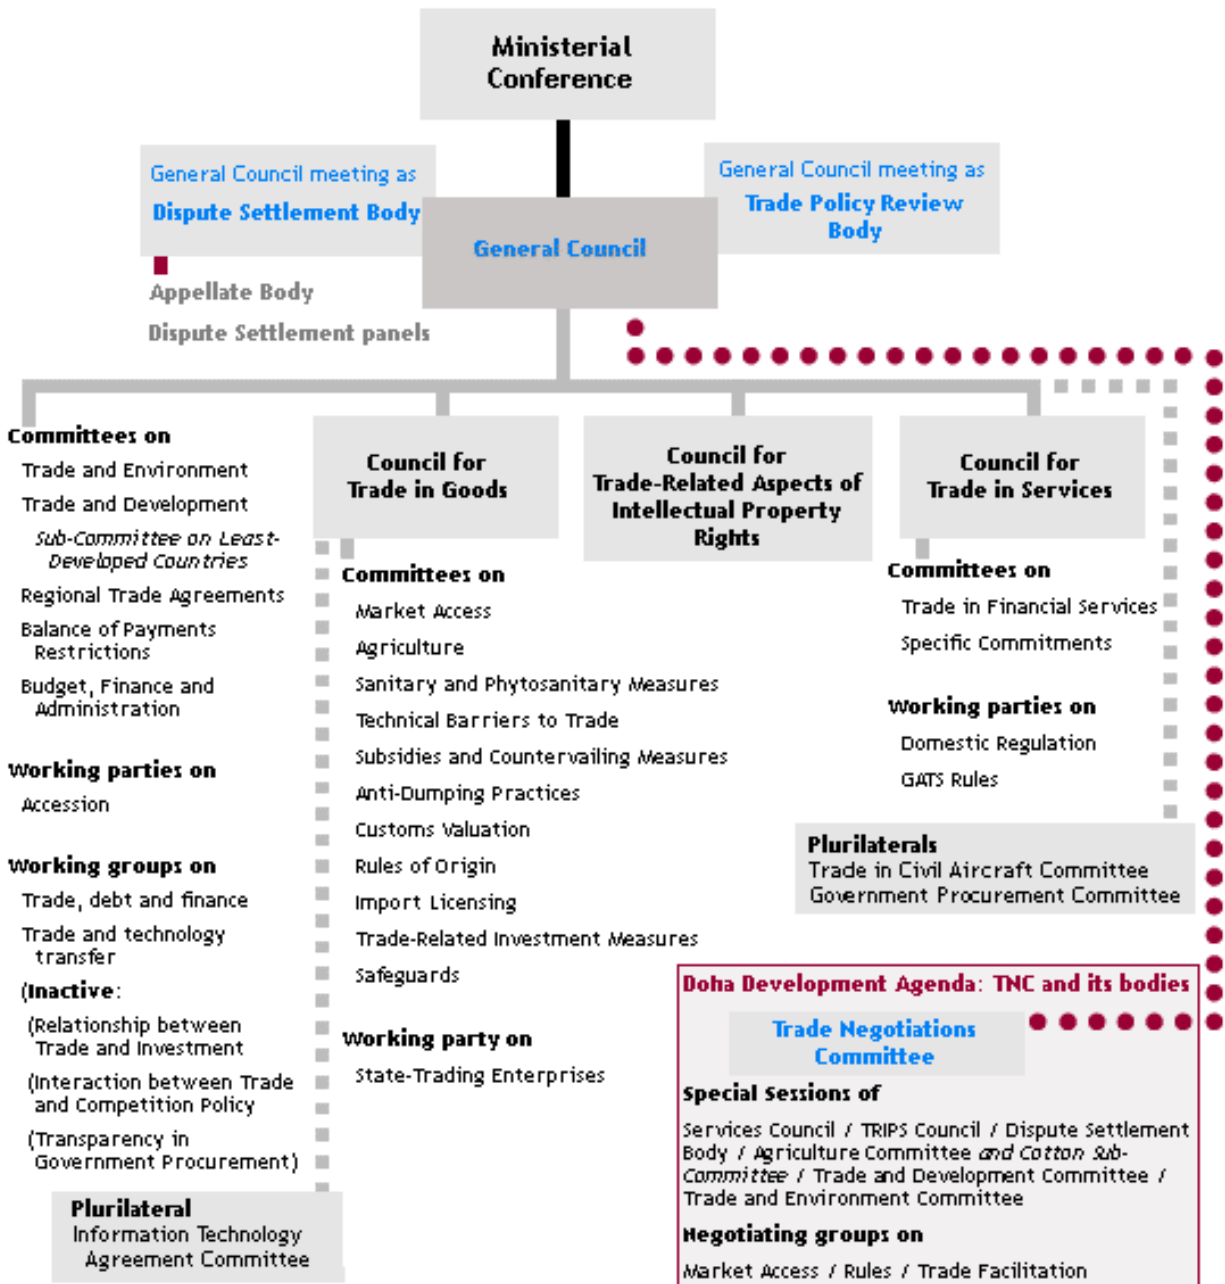 Ministerial
Conference
General Council meeting as
Dispute Settlement Body
General Council meeting as
Trade Policy Review
Body
General Council
Appellate Body
Dispute Settlement panels
Committees on
Trade and Environment
Trade and Development
Sub-Committee on Least-
Developed Countries
Regional Trade Agreements
Balance of Payments
Restrictions
Budget, Finance and
Administration
Working parties on
Accession
Working groups on
Trade, debt and finance
Trade and technology
transfer
(Inactive:
(Relationship between
Trade and Investment
(Interaction between Trade
and Competition Policy
(Transparency in
Government Procurement)
Plurilateral
Information Technology
Agreement Committee
Council for
Trade in Goods
Committees on
Market Access
Agriculture
Sanitary and Phytosanitary Measures
Technical Barriers to Trade
Subsidies and Countervailing Measures
Anti-Dumping Practices
Customs Valuation
Rules of Origin
Import Licensing
Trade-Related Investment Measures
Safeguards
Working party on
State-Trading Enterprises
Council for
Trade-Related Aspects of
Intellectual Property
Rights
Council for
Trade in Services
Committees on
Trade in Financial Services
Specific Commitments
Working parties on
Domestic Regulation
GATS Rules
Plurilaterals
Trade in Civil Aircraft Committee
Government Procurement Committee
Doha Development Agenda: TNC and its bodies
Trade Negotiations
Committee
Special Sessions of
Services Council / TRIPS Council / Dispute Settlement
Body / Agriculture Committee and Cotton Sub-
Committee / Trade and Development Committee /
Trade and Environment Committee
Negotiating groups on
Market Access / Rules / Trade Facilitation